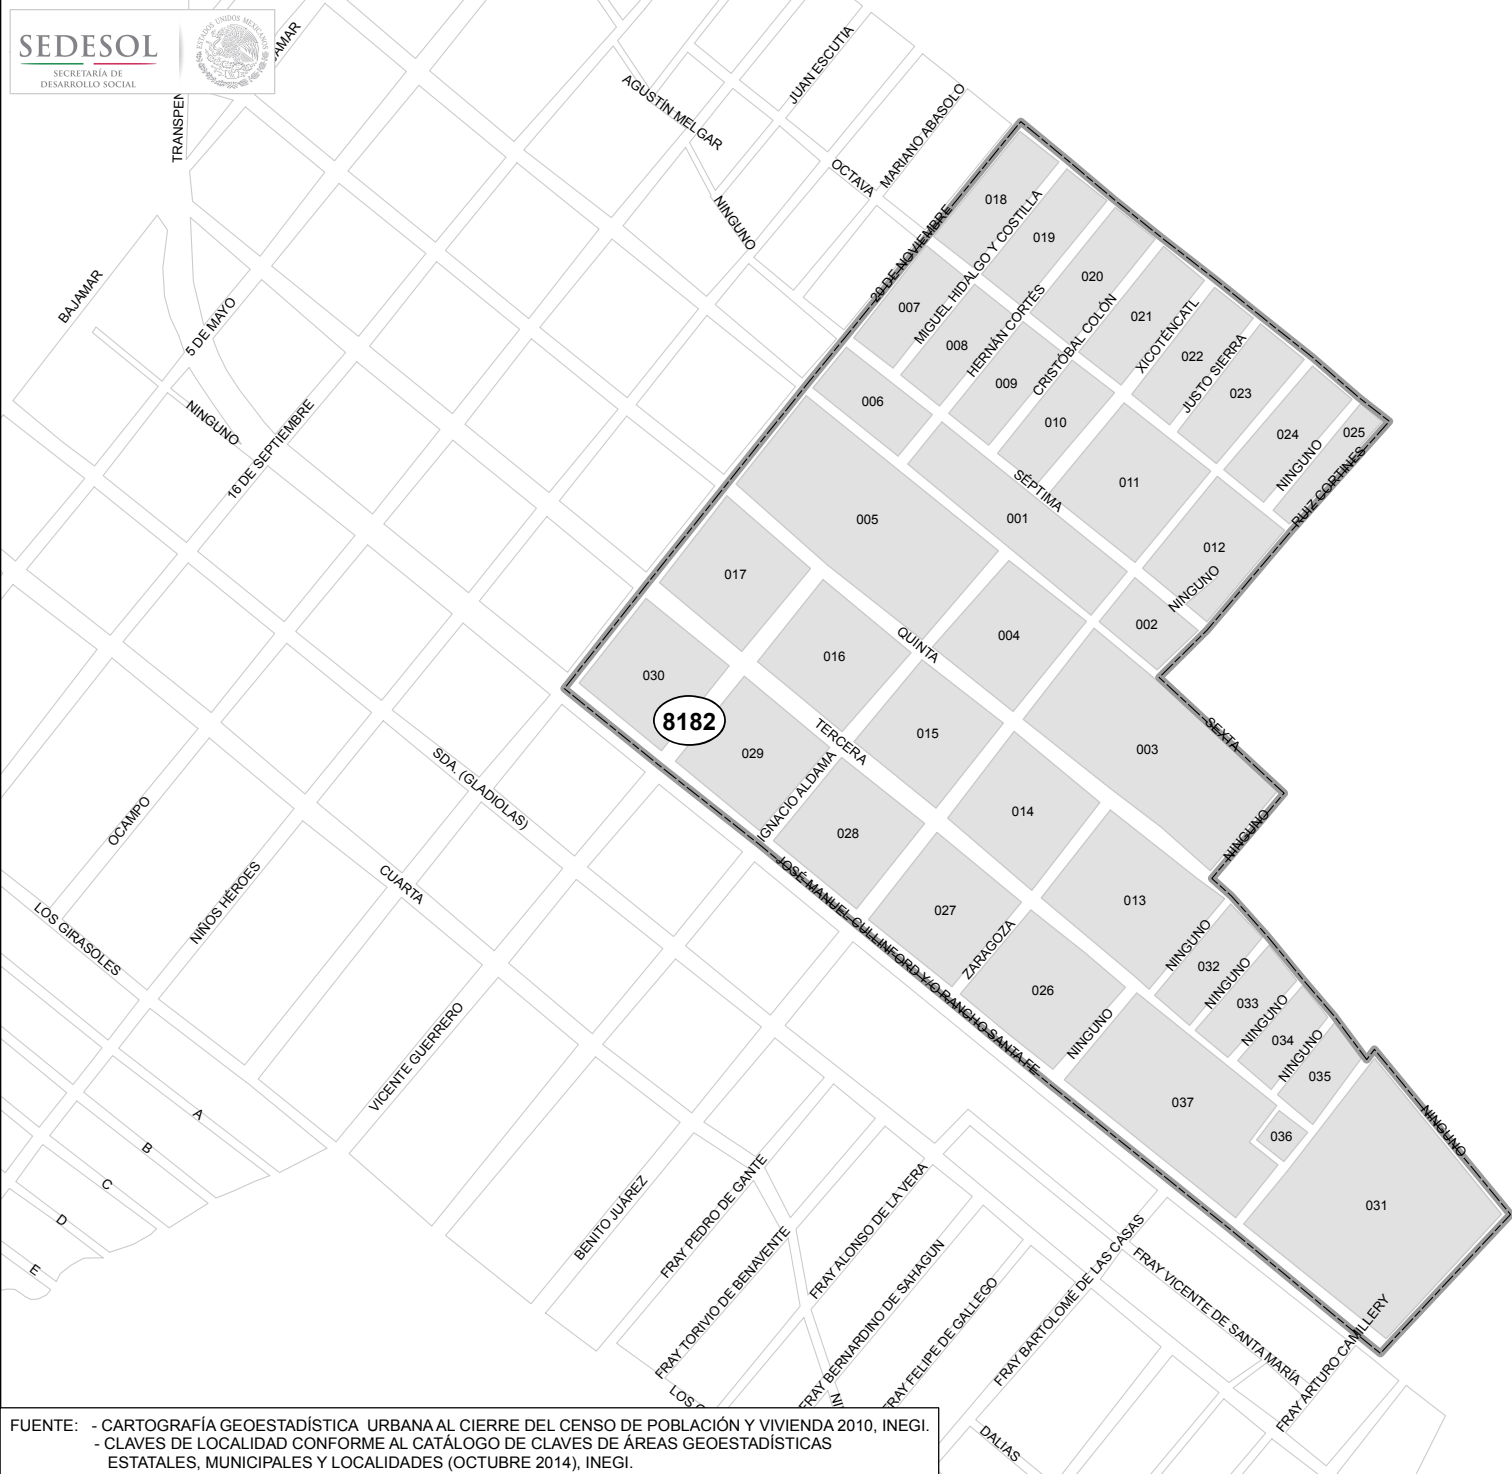 SEDESOL
SECRETARÍA DE
DESARROLLO SOCIAL
ESTADOS UNIDOS MEXICANOS
AMAR
TRANSPEN
AGUSTÍN MELGAR
JUAN ESCUTIA
MARIANO ABASOLO
OCTAVA
NINGUNO
20 DE NOVIEMBRE
018
MIGUEL HIDALGO Y COSTILLA
019
HERNÁN CORTÉS
020
CRISTÓBAL COLÓN
021
XICOTÉNCATL
022
JUSTO SIERRA
023
024
NINGUNO
025
RUIZ CORTINES
007
008
009
010
006
011
SÉPTIMA
001
012
NINGUNO
005
002
017
004
QUINTA
016
030
8182
015
003
SEXTA
NINGUNO
TERCERA
029
IGNACIO ALDAMA
028
014
013
027
ZARAGOZA
026
NINGUNO
NINGUNO
032
NINGUNO
033
NINGUNO
034
NINGUNO
035
037
036
031
NINGUNO
JOSÉ MANUEL CULLINFORD Y/O RANCHO SANTA FE
BAJAMAR
5 DE MAYO
NINGUNO
16 DE SEPTIEMBRE
SDA. (GLADIOLAS)
OCAMPO
CUARTA
NIÑOS HÉROES
LOS GIRASOLES
VICENTE GUERRERO
A
B
C
D
E
BENITO JUÁREZ
FRAY PEDRO DE GANTE
FRAY TORIVIO DE BENAVENTE
FRAY ALONSO DE LA VERA
FRAY BERNARDINO DE SAHAGUN
FRAY FELIPE DE GALLEGO
FRAY BARTOLOMÉ DE LAS CASAS
FRAY VICENTE DE SANTA MARÍA
FRAY ARTURO CAMILLERY
LOS G
NI
DALIAS
FUENTE: - CARTOGRAFÍA GEOESTADÍSTICA URBANA AL CIERRE DEL CENSO DE POBLACIÓN Y VIVIENDA 2010, INEGI.
- CLAVES DE LOCALIDAD CONFORME AL CATÁLOGO DE CLAVES DE ÁREAS GEOESTADÍSTICAS
ESTATALES, MUNICIPALES Y LOCALIDADES (OCTUBRE 2014), INEGI.